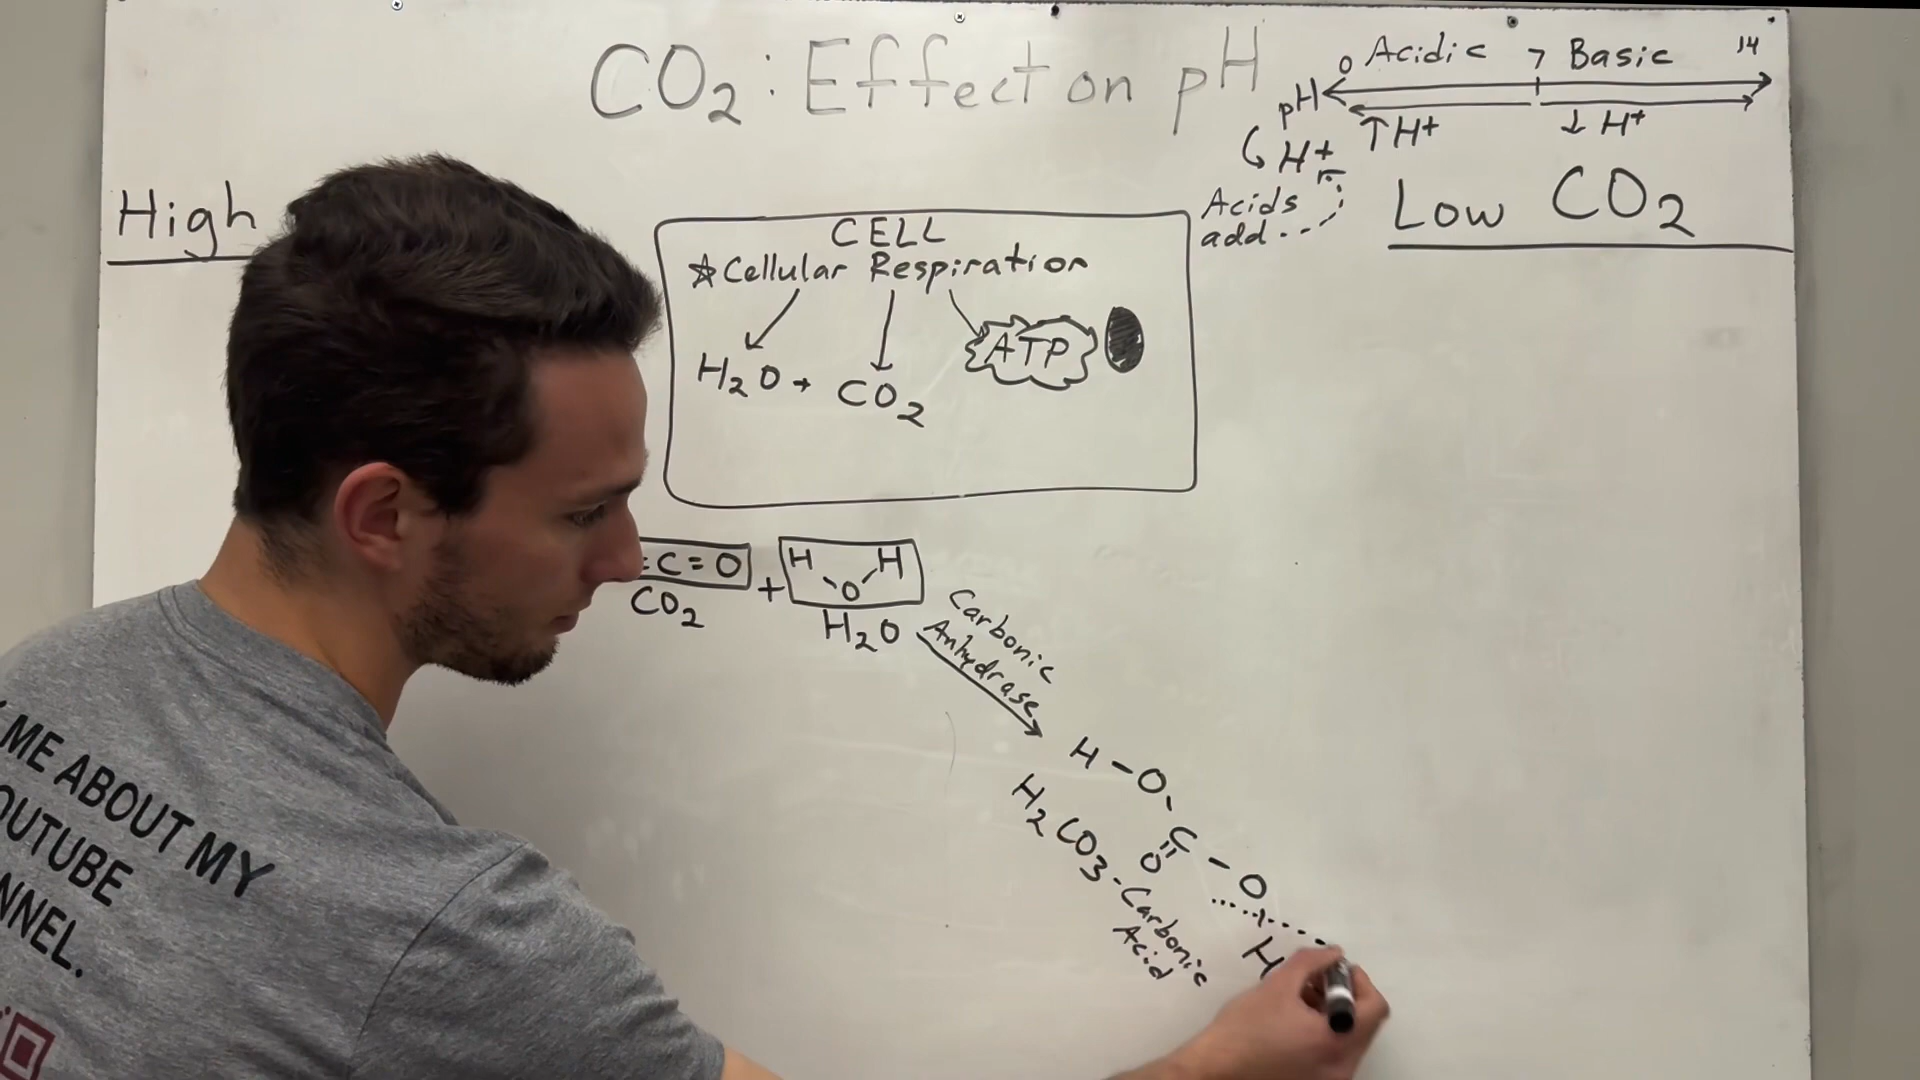 CO2: Effect on pH
0 Acidic 7 Basic 14
pH
↑H+ ↓H+
H+
Acids
add
High
Low CO2
CELL
☆Cellular Respiration
H2O + CO2
ATP
=C=O
CO2
+
H H
O
H2O
Carbonic
Anhydrase
H-O
C-O
O
H
H2CO3-Carbonic
Acid
ME ABOUT MY
OUTUBE
NNEL.